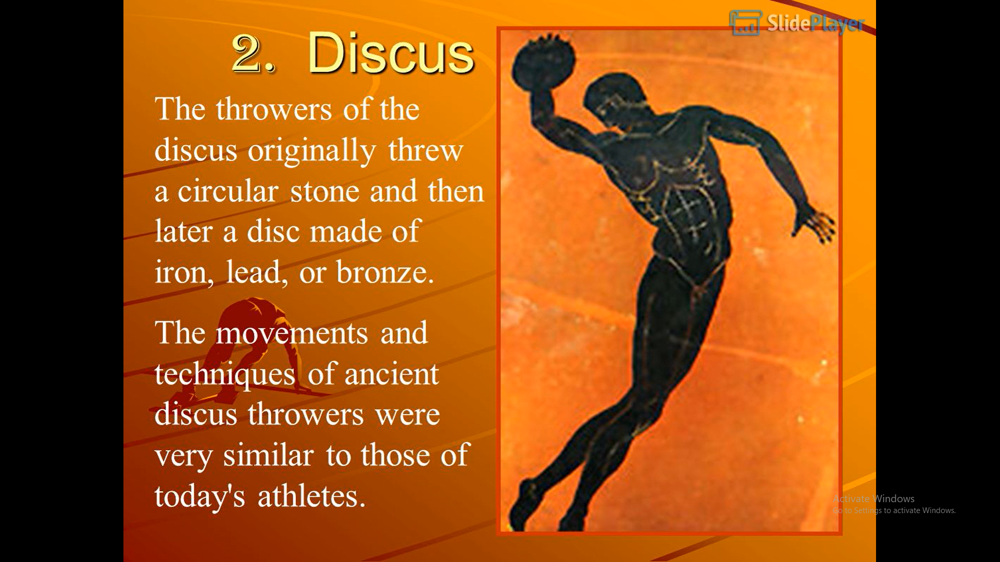 SlidePlayer
2. Discus
The throwers of the
discus originally threw
a circular stone and then
later a disc made of
iron, lead, or bronze.
The movements and
techniques of ancient
discus throwers were
very similar to those of
today's athletes.
Activate Windows
Go to Settings to activate Windows.